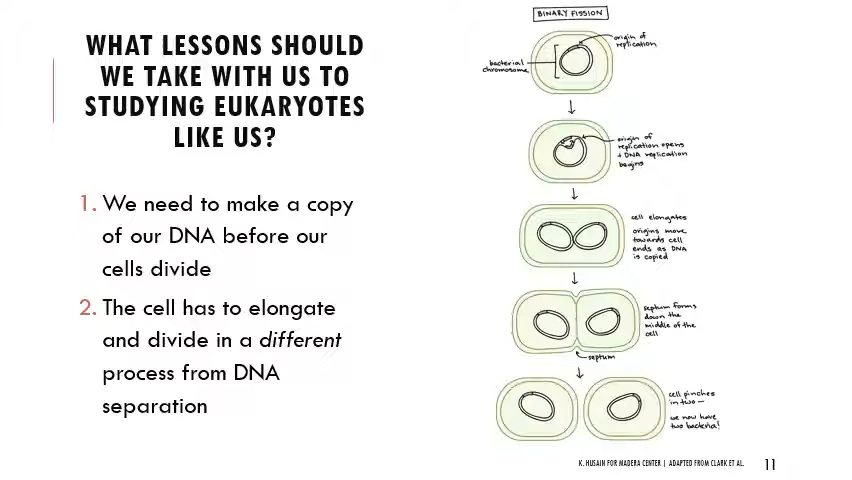 WHAT LESSONS SHOULD
WE TAKE WITH US TO
STUDYING EUKARYOTES
LIKE US?
1. We need to make a copy
of our DNA before our
cells divide
2. The cell has to elongate
and divide in a different
process from DNA
separation
BINARY FISSION
origin of
replication
bacterial
chromosome
origin of
replication opens
+ DNA replication
begins
cell elongates
origins move
towards cell
ends as DNA
is copied
septum forms
down the
middle of the
cell
septum
cell pinches
in two—
we now have
two bacteria!
K. HUSAIN FOR MADERA CENTER | ADAPTED FROM CLARK ET AL.
11